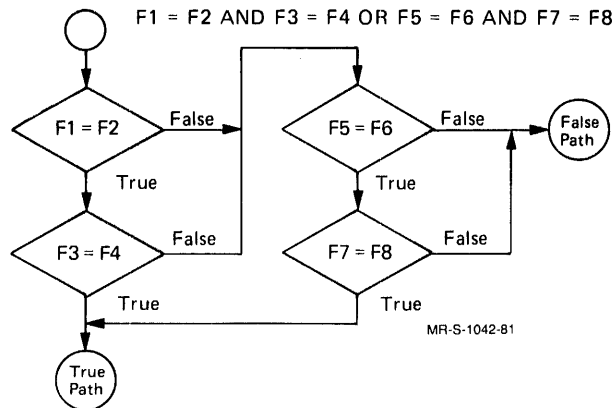 F1 = F2 AND F3 = F4 OR F5 = F6 AND F7 = F8
F1 = F2
False
True
F3 = F4
False
True
F5 = F6
False
True
F7 = F8
False
True
False
Path
True
Path
MR-S-1042-81